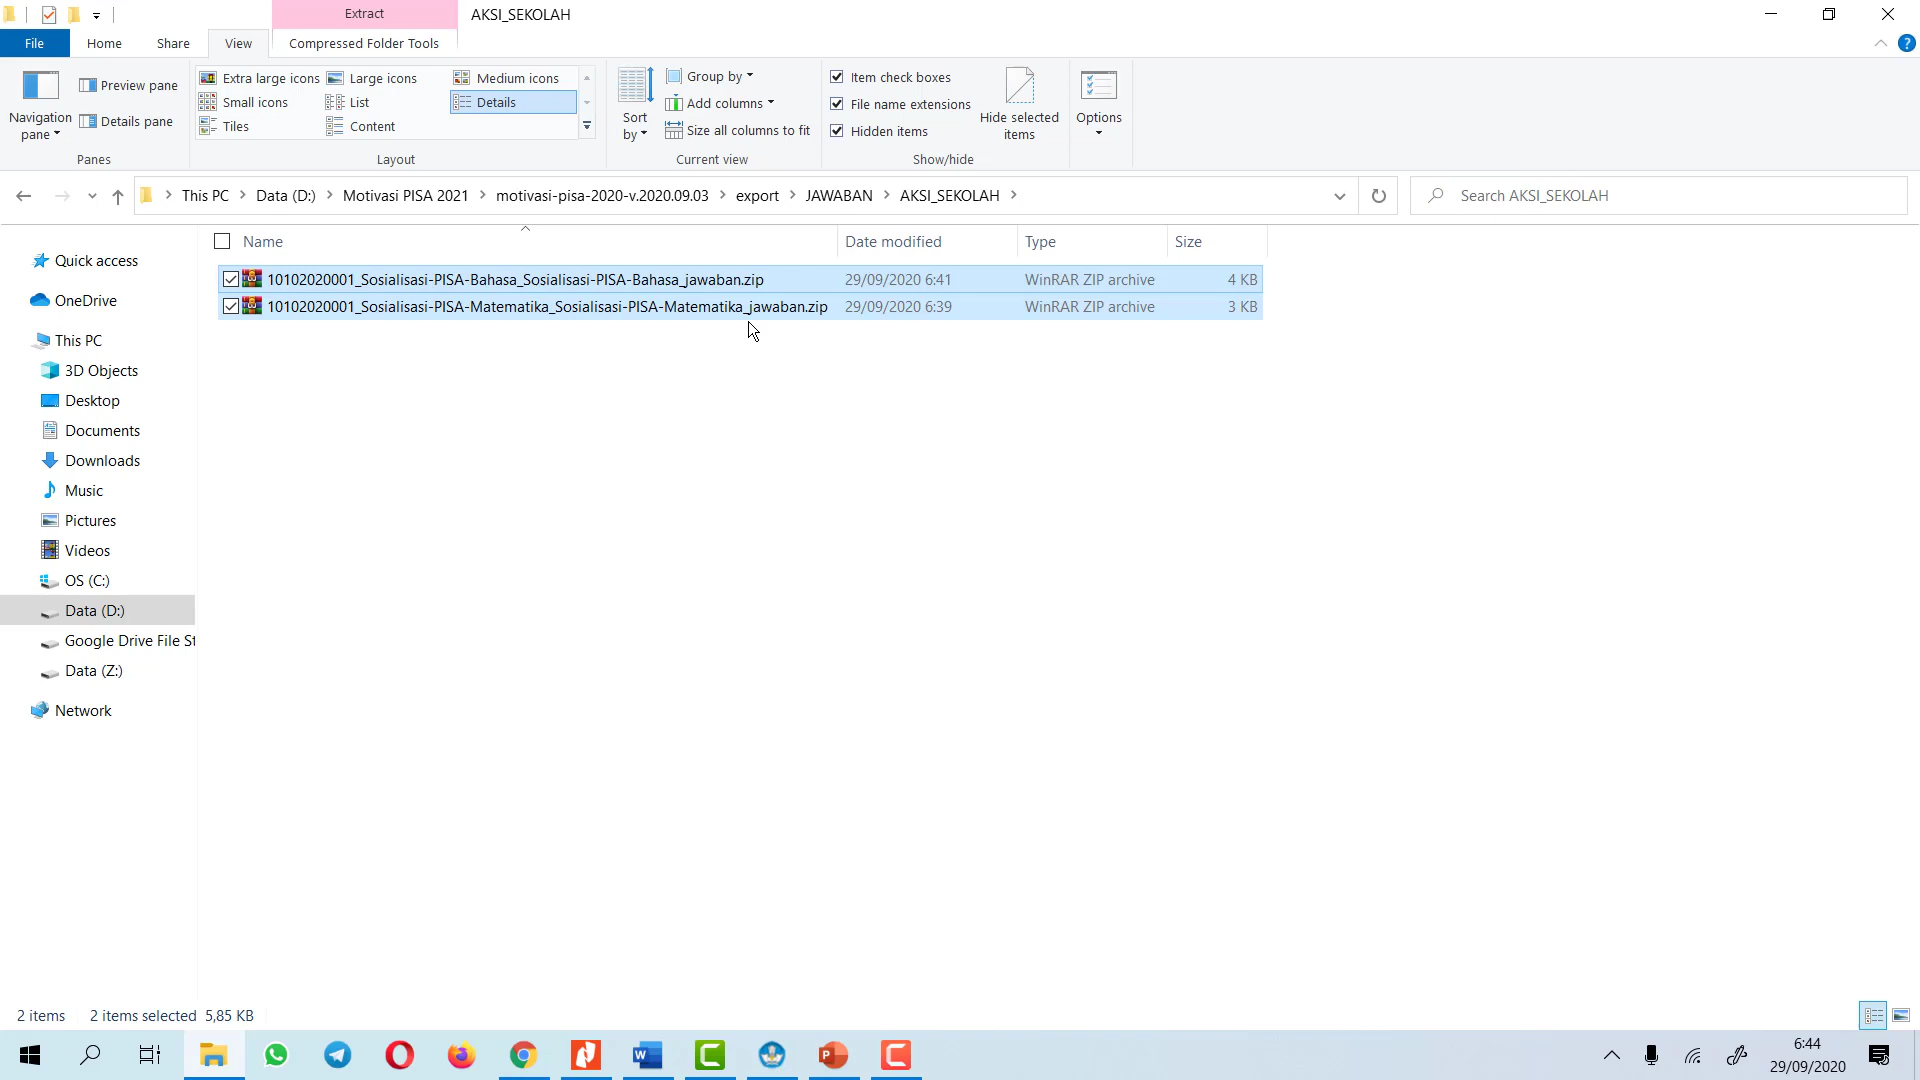 Extract
AKSI_SEKOLAH
File
Home
Share
View
Compressed Folder Tools
Navigation pane
Preview pane
Details pane
Panes
Extra large icons
Large icons
Medium icons
Small icons
List
Details
Tiles
Content
Layout
Sort by
Group by
Add columns
Size all columns to fit
Current view
Item check boxes
File name extensions
Hidden items
Hide selected items
Show/hide
Options
This PC
Data (D:)
Motivasi PISA 2021
motivasi-pisa-2020-v.2020.09.03
export
JAWABAN
AKSI_SEKOLAH
Search AKSI_SEKOLAH
Name
Date modified
Type
Size
10102020001_Sosialisasi-PISA-Bahasa_Sosialisasi-PISA-Bahasa_jawaban.zip
29/09/2020 6:41
WinRAR ZIP archive
4 KB
10102020001_Sosialisasi-PISA-Matematika_Sosialisasi-PISA-Matematika_jawaban.zip
29/09/2020 6:39
WinRAR ZIP archive
3 KB
Quick access
OneDrive
This PC
3D Objects
Desktop
Documents
Downloads
Music
Pictures
Videos
OS (C:)
Data (D:)
Google Drive File St
Data (Z:)
Network
2 items
2 items selected 5,85 KB
6:44
29/09/2020